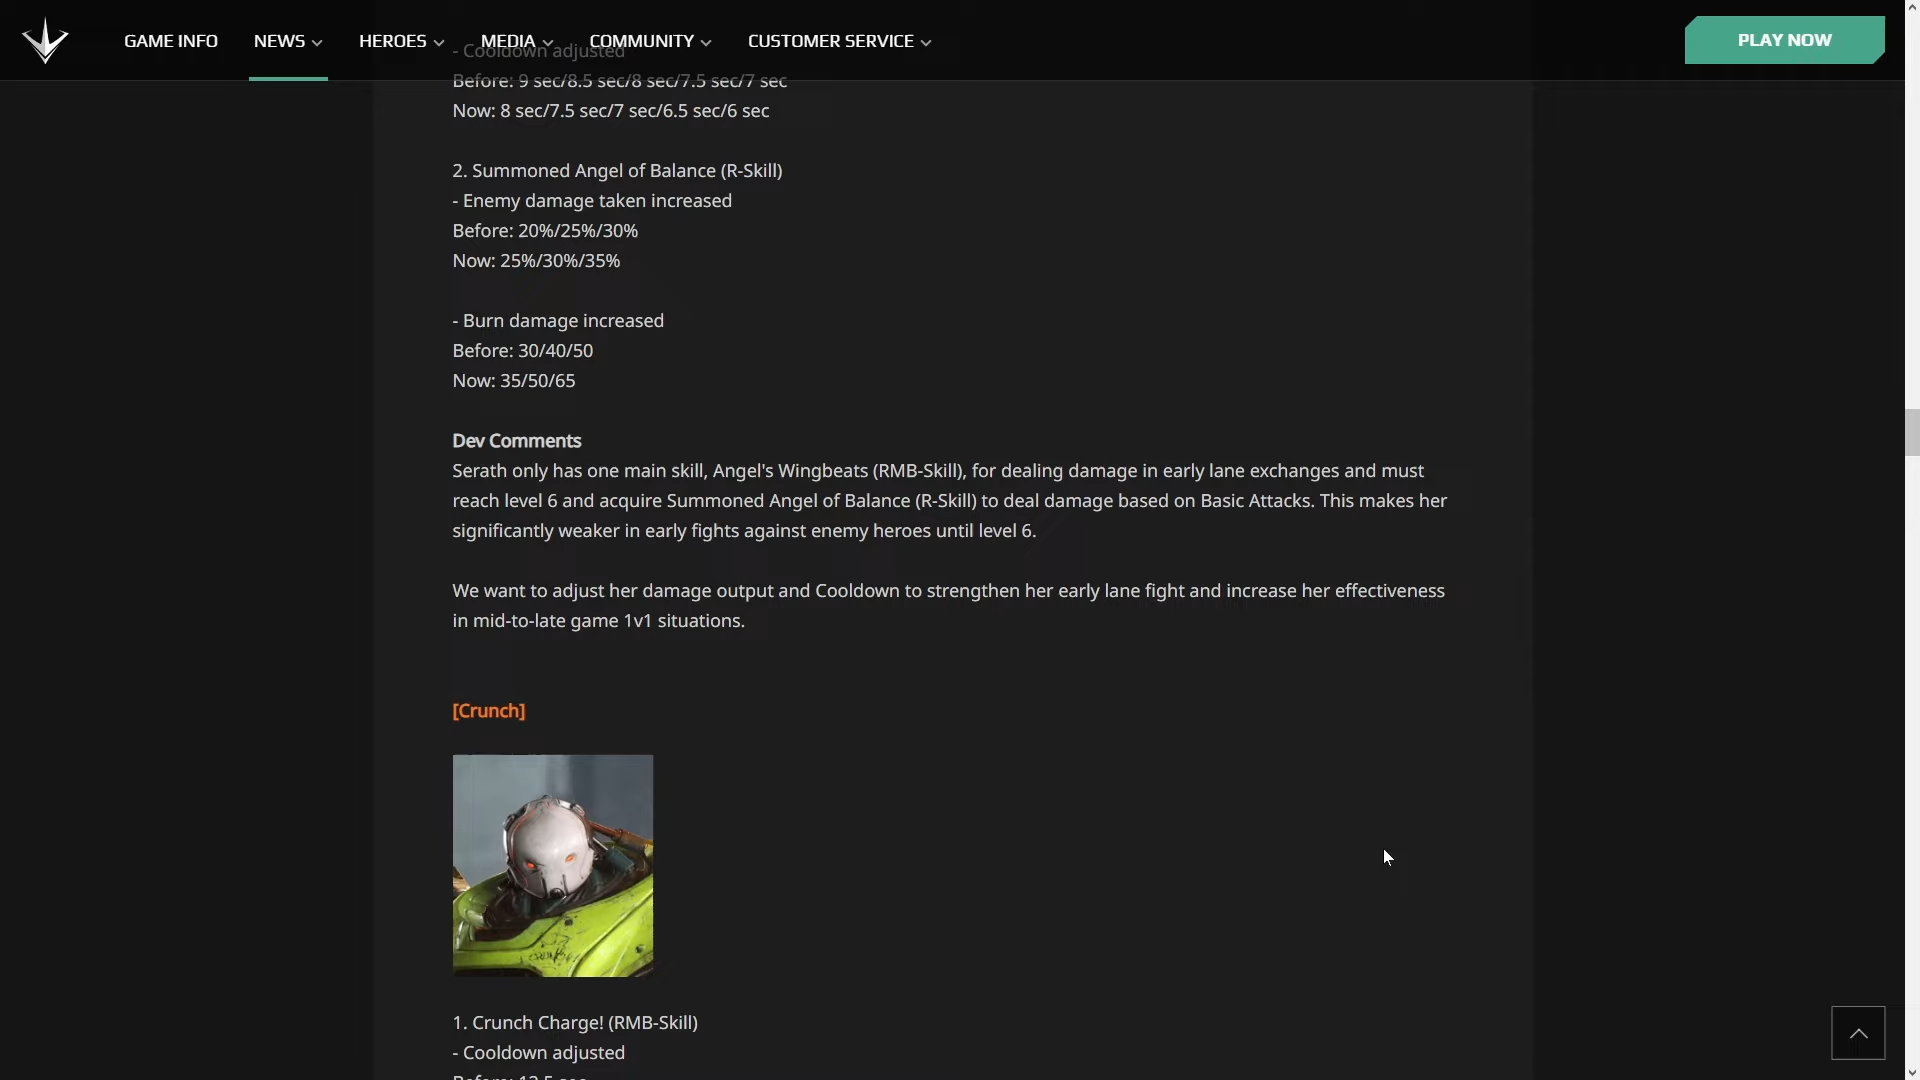 GAME INFO
NEWS
HEROES
MEDIA
COMMUNITY
CUSTOMER SERVICE
PLAY NOW
- Cooldown adjusted
Before: 9 sec/8.5 sec/8 sec/7.5 sec/7 sec
Now: 8 sec/7.5 sec/7 sec/6.5 sec/6 sec
2. Summoned Angel of Balance (R-Skill)
- Enemy damage taken increased
Before: 20%/25%/30%
Now: 25%/30%/35%
- Burn damage increased
Before: 30/40/50
Now: 35/50/65
Dev Comments
Serath only has one main skill, Angel's Wingbeats (RMB-Skill), for dealing damage in early lane exchanges and must
reach level 6 and acquire Summoned Angel of Balance (R-Skill) to deal damage based on Basic Attacks. This makes her
significantly weaker in early fights against enemy heroes until level 6.
We want to adjust her damage output and Cooldown to strengthen her early lane fight and increase her effectiveness
in mid-to-late game 1v1 situations.
[Crunch]
1. Crunch Charge! (RMB-Skill)
- Cooldown adjusted
Before: 13.5 sec